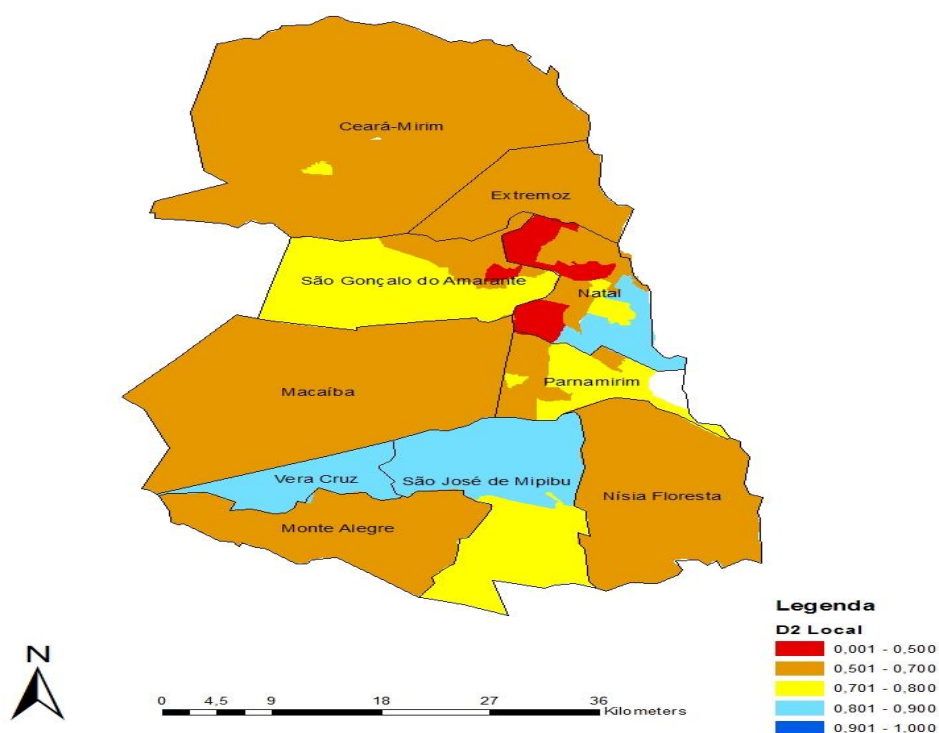 Ceará-Mirim
Extremoz
São Gonçalo do Amarante
Natal
Macaíba
Parnamirim
Vera Cruz
São José de Mipibu
Nísia Floresta
Monte Alegre
Legenda
D2 Local
0,001 - 0,500
0,501 - 0,700
0,701 - 0,800
0,801 - 0,900
0,901 - 1,000
N
0 4,5 9 18 27 36
Kilometers